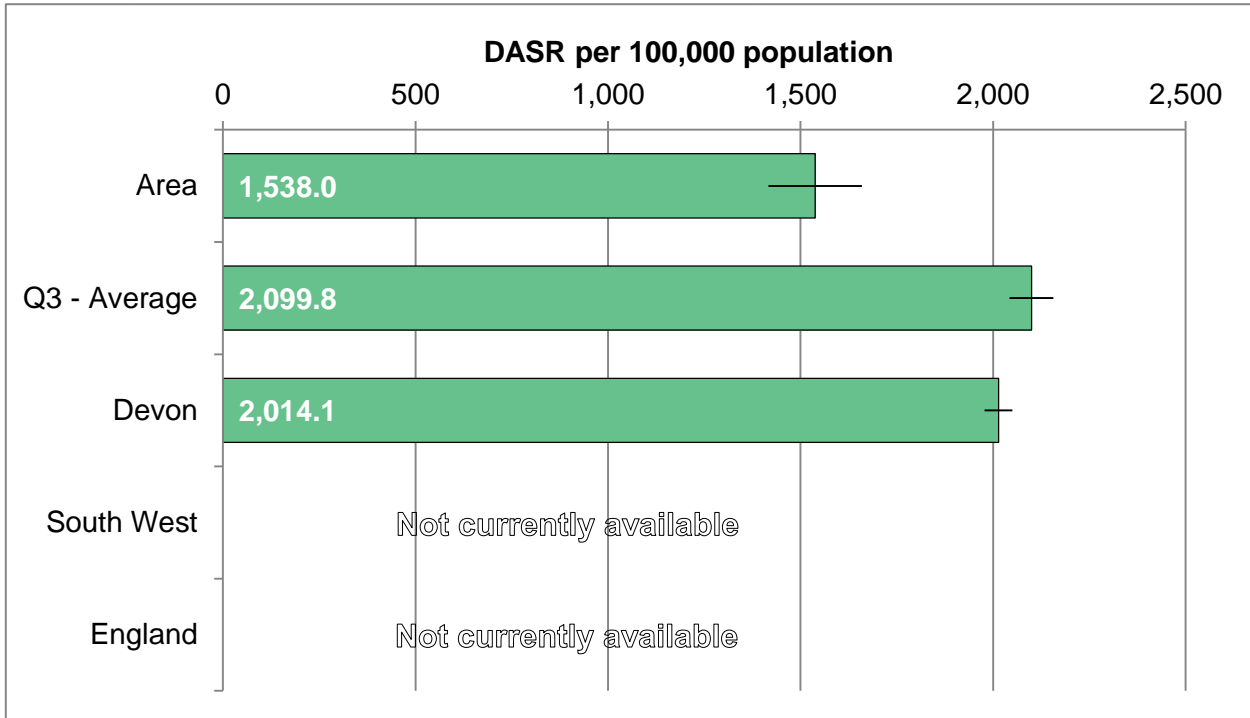 DASR per 100,000 population
0 500 1,000 1,500 2,000 2,500
Area 1,538.0
Q3 - Average 2,099.8
Devon 2,014.1
South West Not currently available
England Not currently available